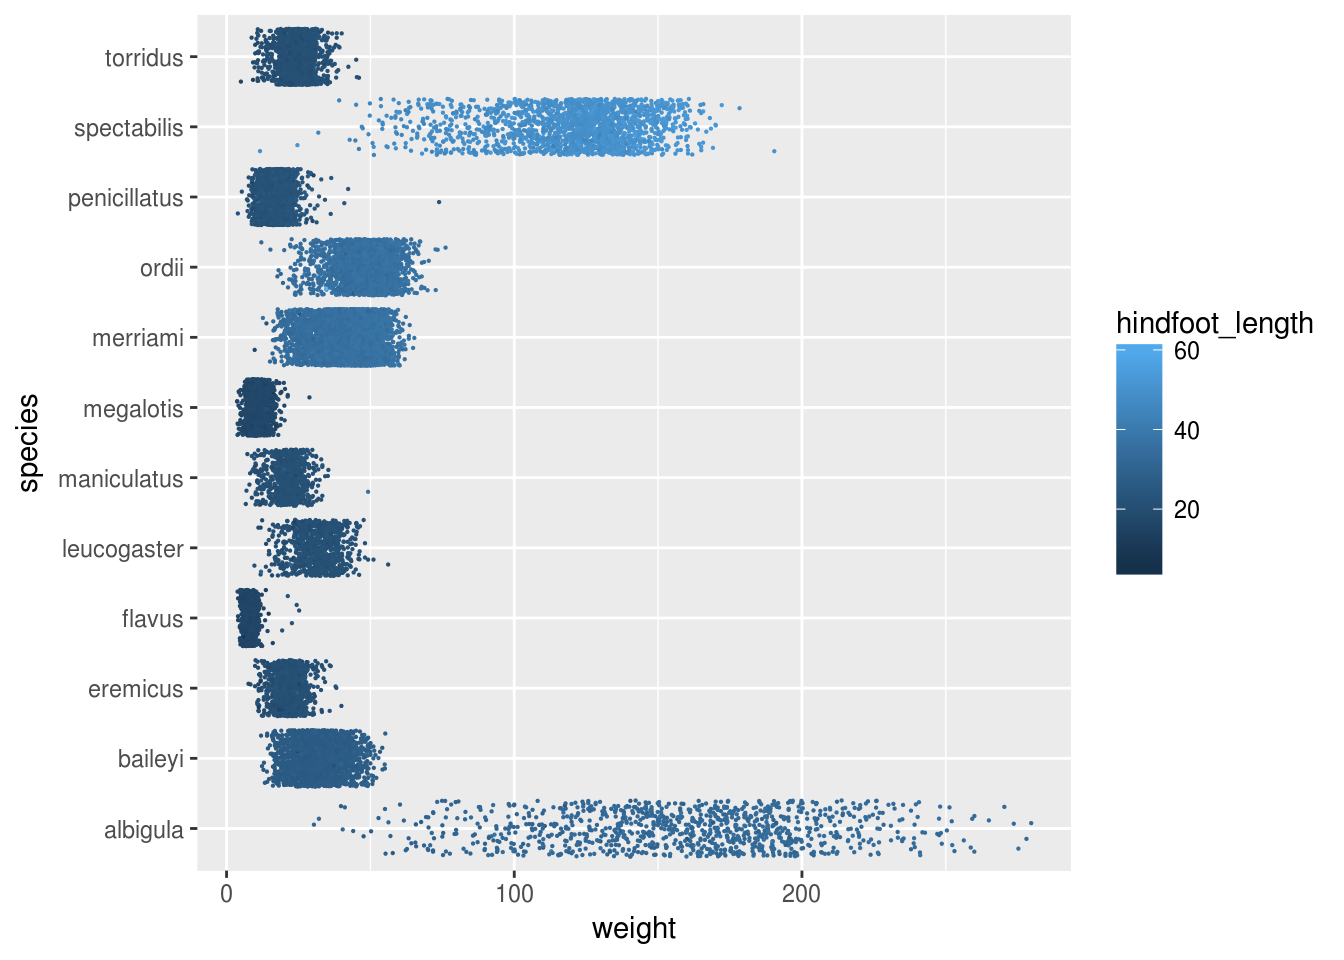 torridus
spectabilis
penicillatus
ordii
merriami
megalotis
maniculatus
leucogaster
flavus
eremicus
baileyi
albigula
species
0 100 200
weight
hindfoot_length
60
40
20